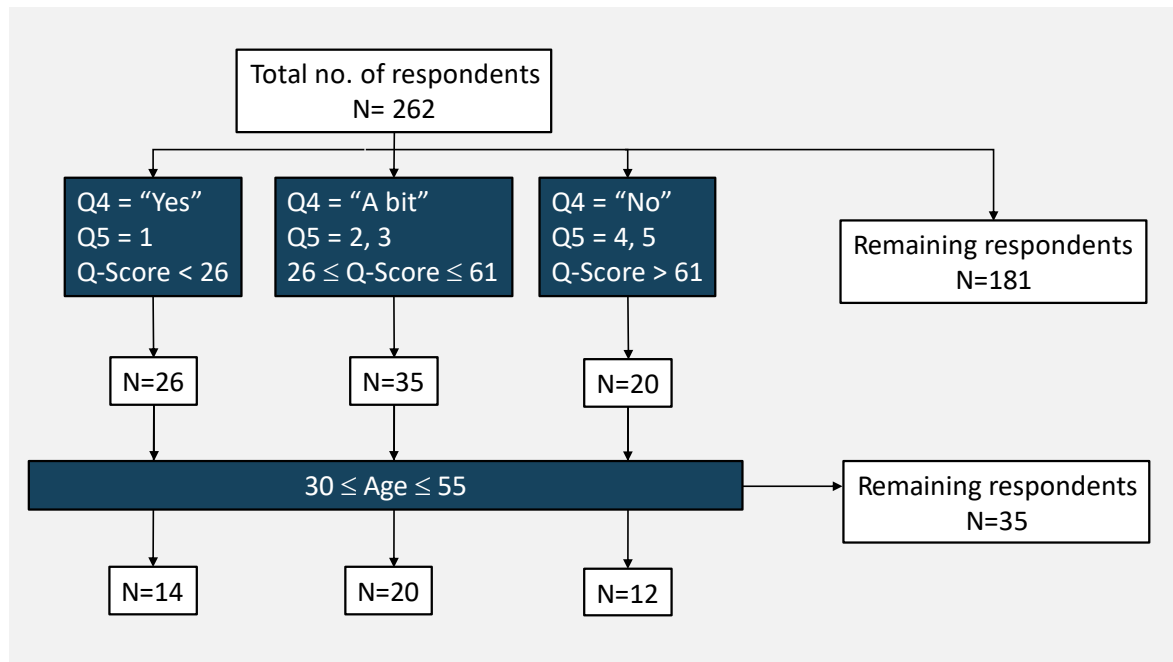 Total no. of respondents
N= 262
Q4 = “Yes”
Q5 = 1
Q-Score < 26
Q4 = “A bit”
Q5 = 2, 3
26 ≤ Q-Score ≤ 61
Q4 = “No”
Q5 = 4, 5
Q-Score > 61
Remaining respondents
N=181
N=26
N=35
N=20
30 ≤ Age ≤ 55
Remaining respondents
N=35
N=14
N=20
N=12